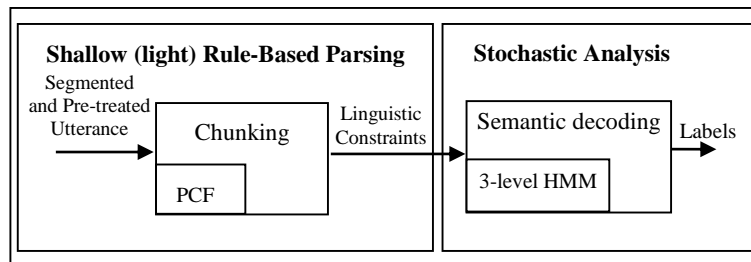 Shallow (light) Rule-Based Parsing
Segmented
and Pre-treated
Utterance
Chunking
PCF
Linguistic
Constraints
Stochastic Analysis
Semantic decoding
3-level HMM
Labels